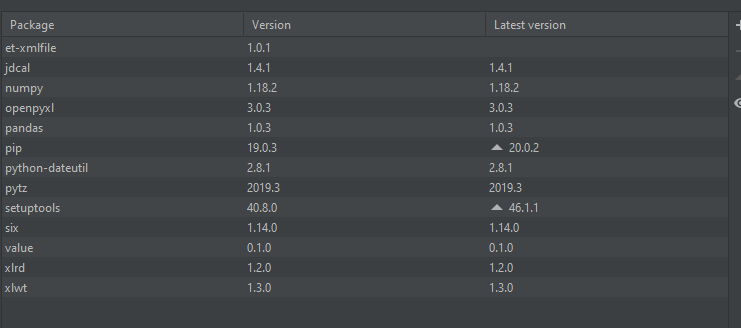 Package Version Latest version
et-xmlfile 1.0.1
jdcal 1.4.1 1.4.1
numpy 1.18.2 1.18.2
openpyxl 3.0.3 3.0.3
pandas 1.0.3 1.0.3
pip 19.0.3 20.0.2
python-dateutil 2.8.1 2.8.1
pytz 2019.3 2019.3
setuptools 40.8.0 46.1.1
six 1.14.0 1.14.0
value 0.1.0 0.1.0
xlrd 1.2.0 1.2.0
xlwt 1.3.0 1.3.0